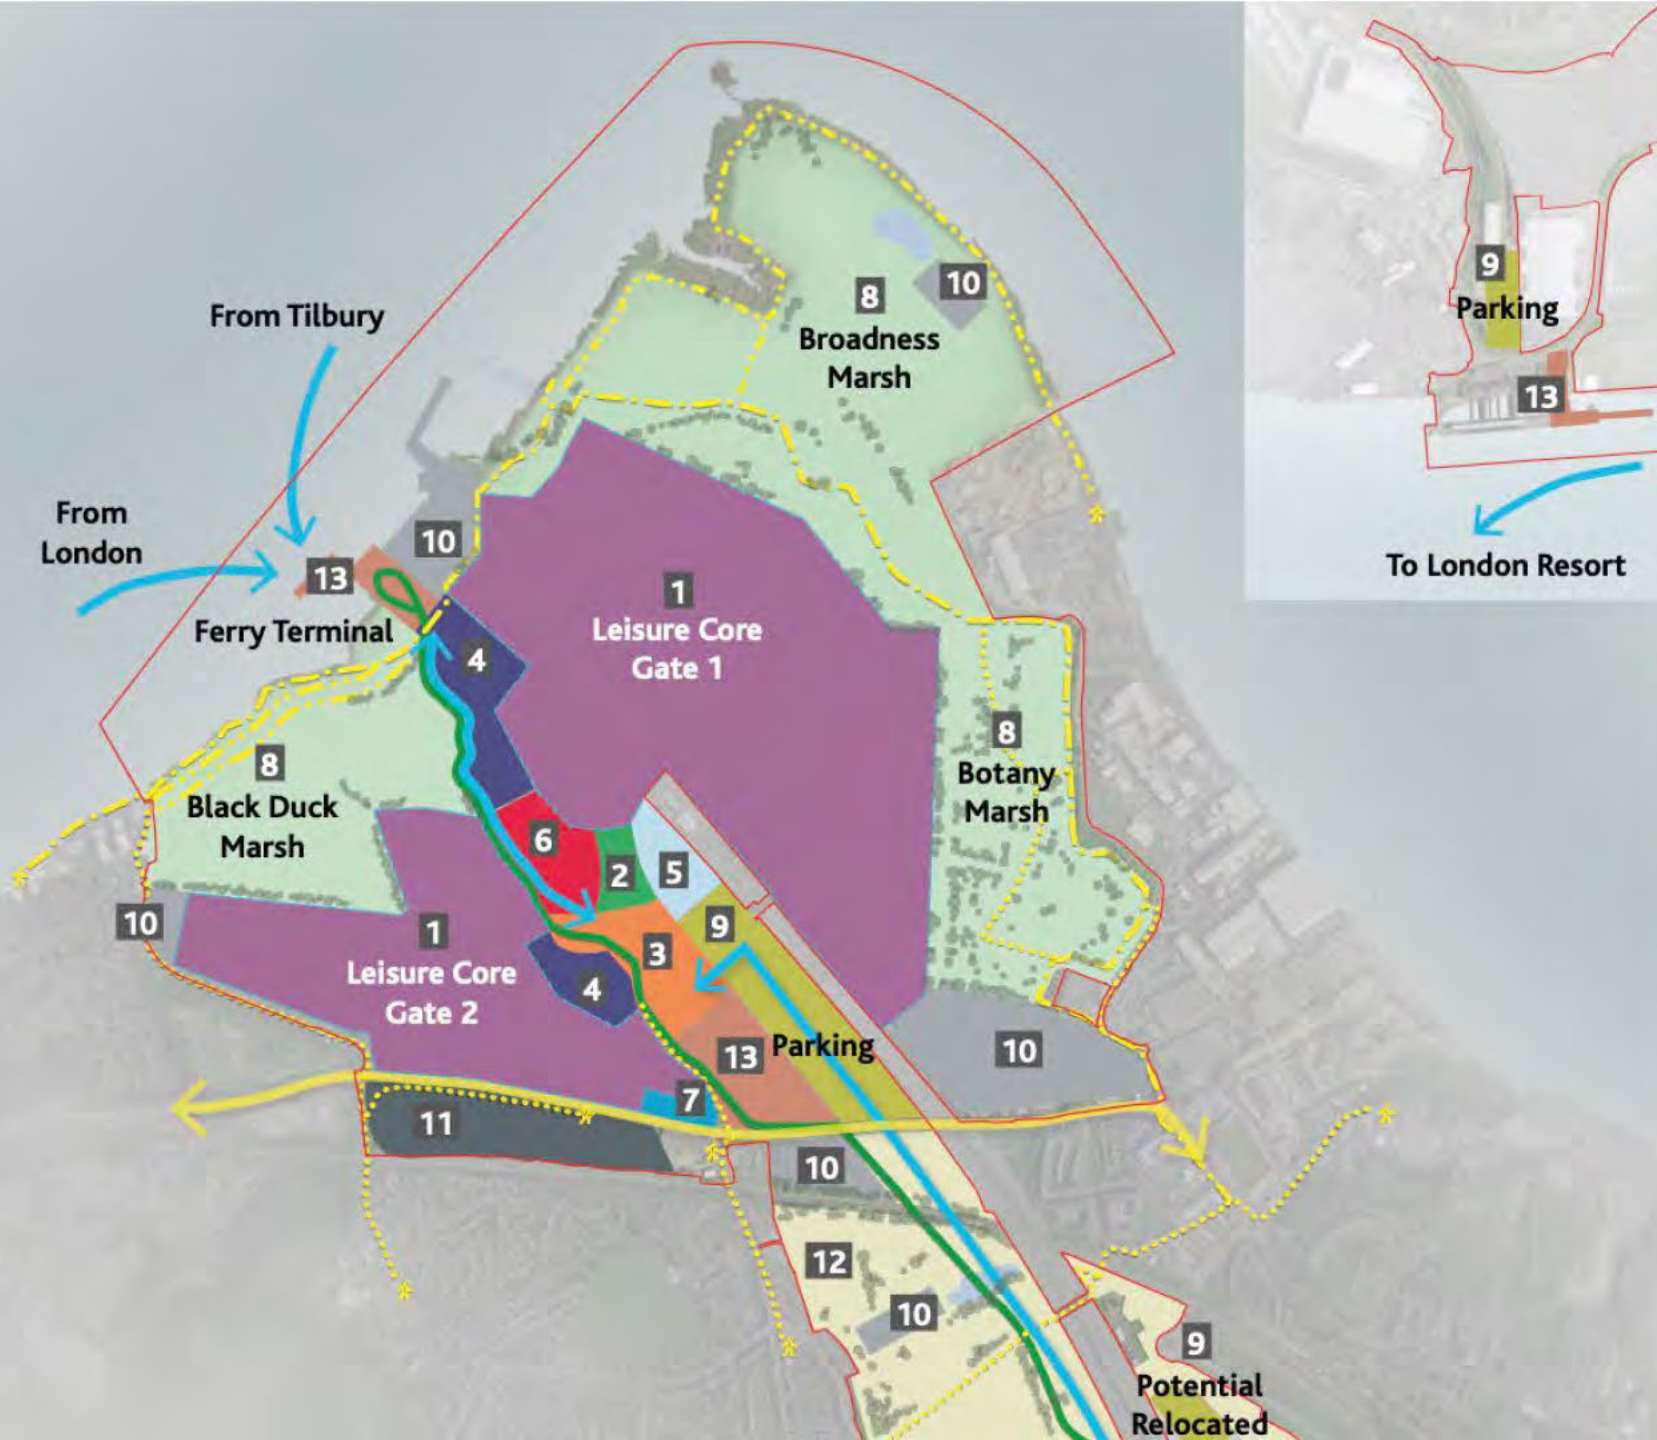 9
Parking
13
To London Resort
8
Broadness
Marsh
10
From Tilbury
From
London
13
Ferry Terminal
10
1
Leisure Core
Gate 1
4
8
Black Duck
Marsh
8
Botany
Marsh
6
2
5
9
3
10
1
Leisure Core
Gate 2
4
13
Parking
10
7
11
10
12
10
9
Potential
Relocated